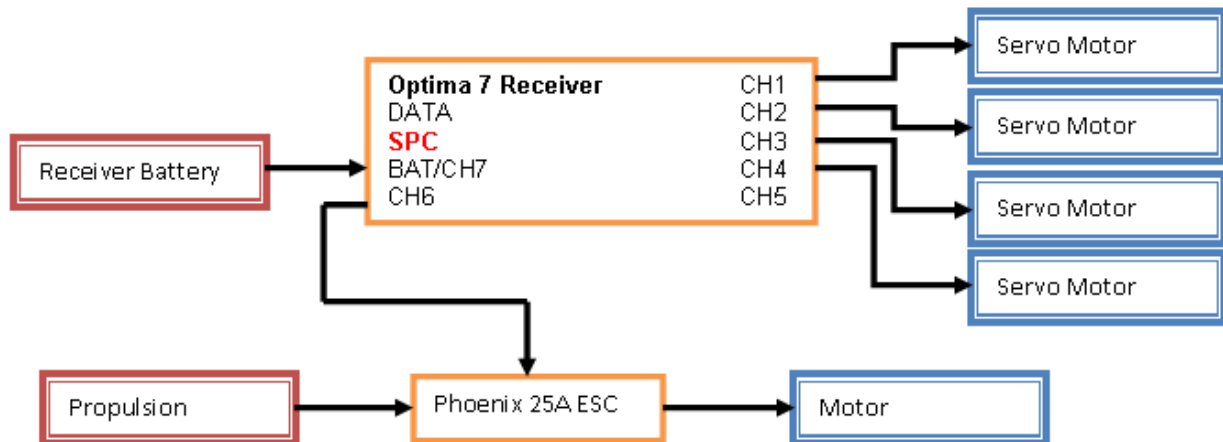 Servo Motor
Optima 7 Receiver CH1
DATA CH2
Servo Motor
SPC CH3
Receiver Battery
BAT/CH7 CH4
CH6 CH5
Servo Motor
Servo Motor
Propulsion
Phoenix 25A ESC
Motor